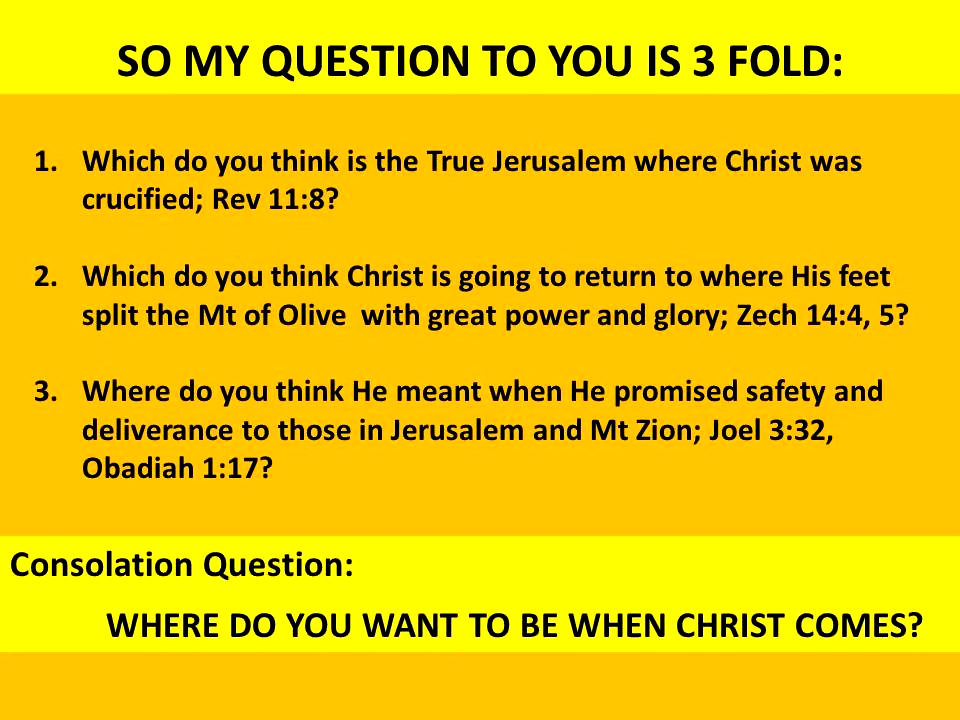 SO MY QUESTION TO YOU IS 3 FOLD:
1. Which do you think is the True Jerusalem where Christ was
crucified; Rev 11:8?
2. Which do you think Christ is going to return to where His feet
split the Mt of Olive with great power and glory; Zech 14:4, 5?
3. Where do you think He meant when He promised safety and
deliverance to those in Jerusalem and Mt Zion; Joel 3:32,
Obadiah 1:17?
Consolation Question:
WHERE DO YOU WANT TO BE WHEN CHRIST COMES?